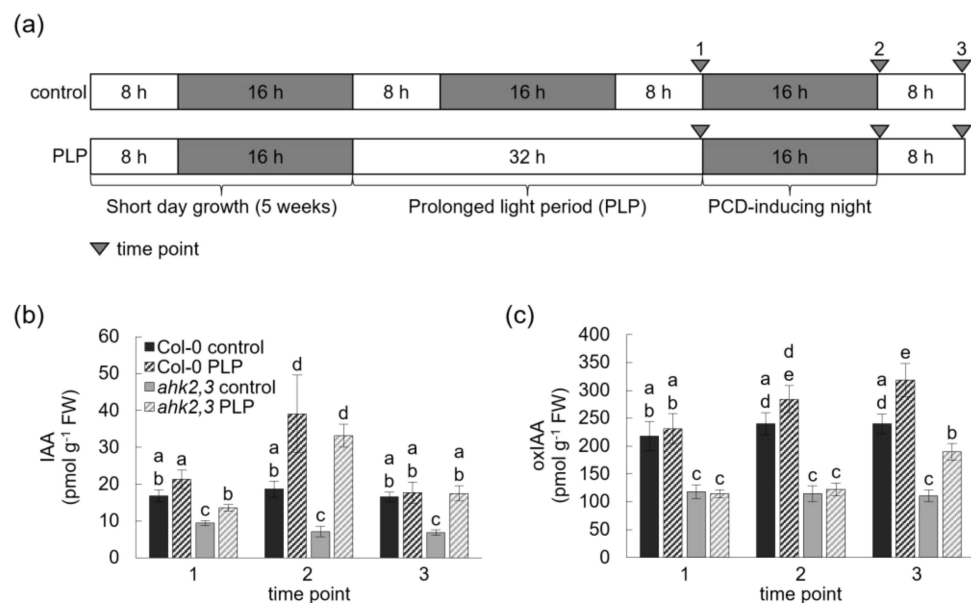 (a)
1 2 3
control 8 h 16 h 8 h 16 h 8 h 16 h 8 h
PLP 8 h 16 h 32 h 16 h 8 h
Short day growth (5 weeks) Prolonged light period (PLP) PCD-inducing night
time point
(b)
IAA
(pmol g⁻¹ FW)
60
50
40
30
20
10
0
Col-0 control
Col-0 PLP
ahk2,3 control
ahk2,3 PLP
a
b
a
c
b
a
b
d
c
d
a
b
a
b
c
a
b
1 2 3
time point
(c)
oxIAA
(pmol g⁻¹ FW)
400
350
300
250
200
150
100
50
0
a
b
a
b
c
c
a
d
d
e
c
c
a
d
e
c
b
1 2 3
time point